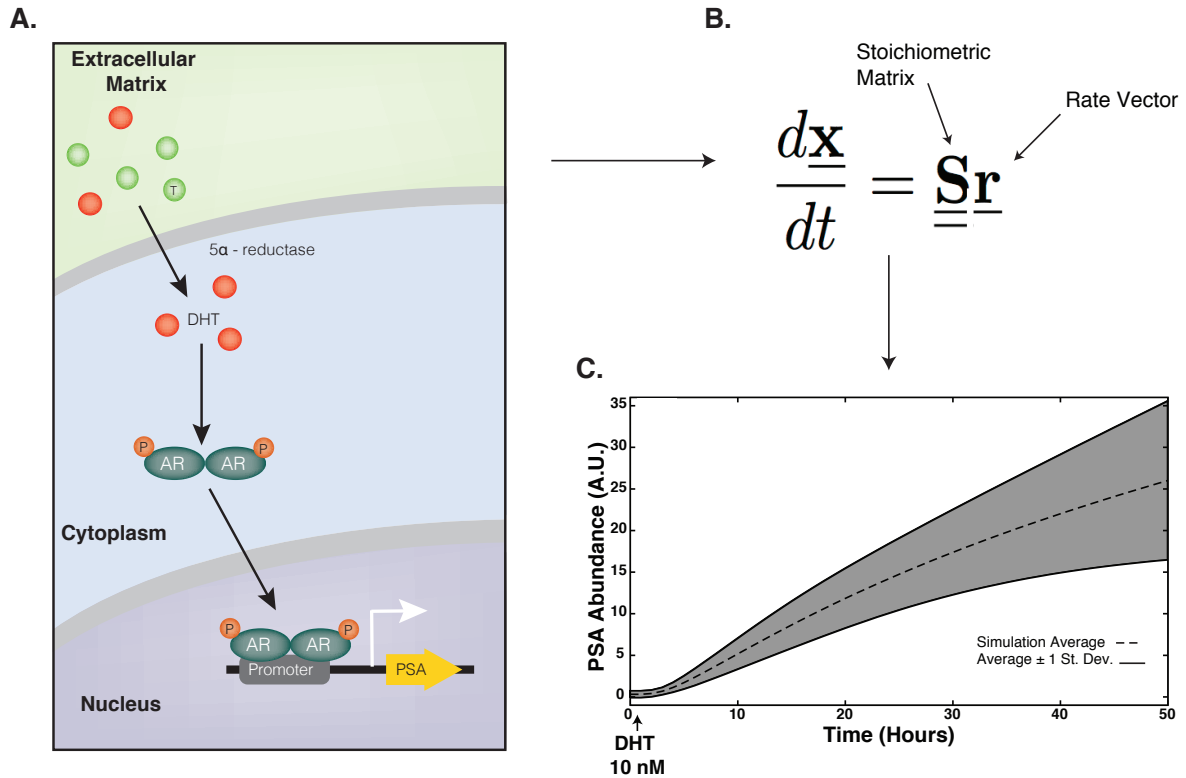 A.
Extracellular
Matrix
T
5α - reductase
DHT
P
P
AR
AR
Cytoplasm
P
P
AR
AR
Promoter
PSA
Nucleus
B.
Stoichiometric
Matrix
Rate Vector
dx
dt
= Sr
C.
PSA Abundance (A.U.)
35
30
25
20
15
10
5
0
Simulation Average
Average ± 1 St. Dev.
0 10 20 30 40 50
Time (Hours)
DHT
10 nM